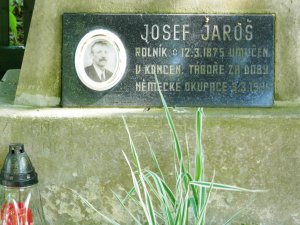 JOSEF JAROŠ
ROLNÍK ✩ 12.3.1875 UMUČEN
V KONCEN. TÁBOŘE ZA DOBY
NĚMECKÉ OKUPACE